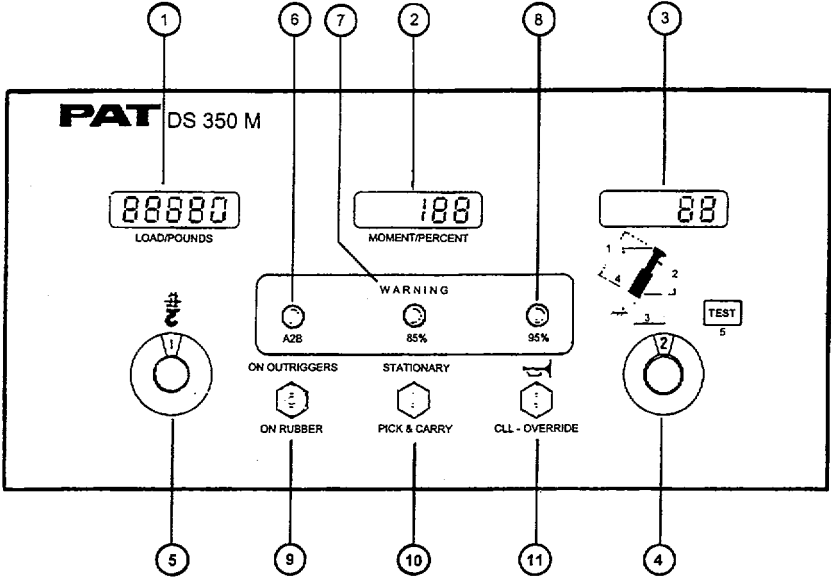 1 6 7 2 8 3
PAT DS 350 M
88880 188 88
LOAD/POUNDS MOMENT/PERCENT
1
4 2
3
WARNING
TEST
5
A2B 85% 95%
1 2
ON OUTRIGGERS STATIONARY
ON RUBBER PICK & CARRY CLL - OVERRIDE
5 9 10 11 4